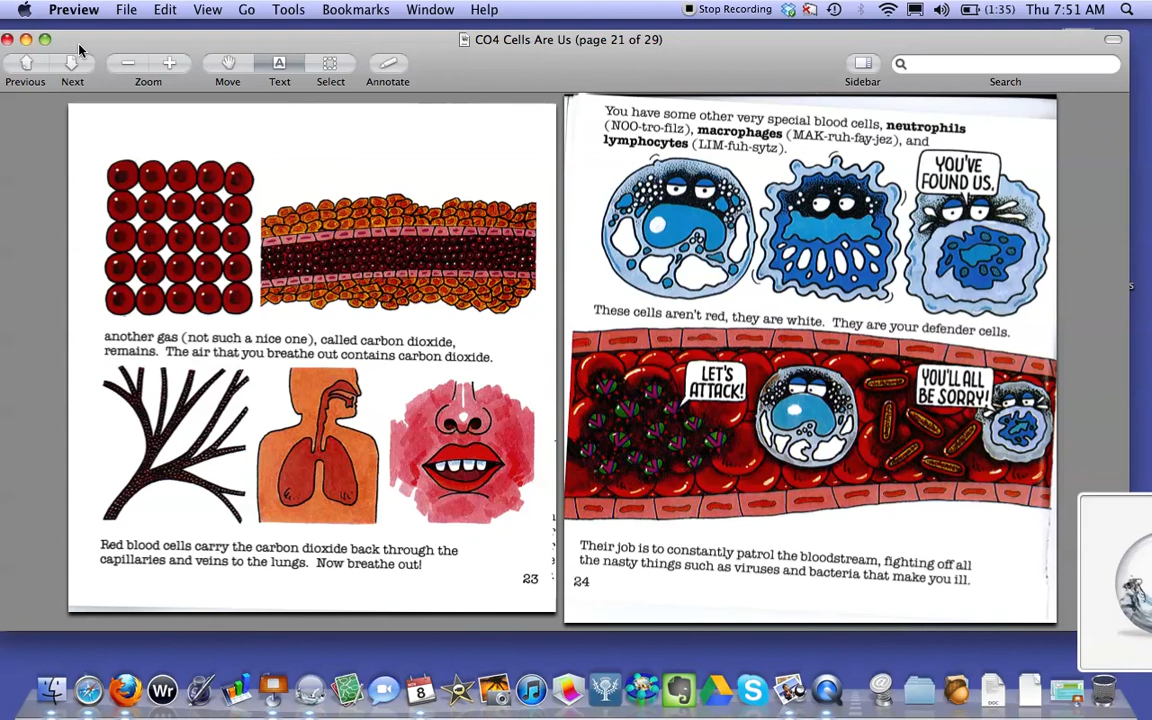 Preview File Edit View Go Tools Bookmarks Window Help
Stop Recording
(1:35) Thu 7:51 AM
CO4 Cells Are Us (page 21 of 29)
Previous Next Zoom Move Text Select Annotate Sidebar Search
another gas (not such a nice one), called carbon dioxide,
remains. The air that you breathe out contains carbon dioxide.
Red blood cells carry the carbon dioxide back through the
capillaries and veins to the lungs. Now breathe out!
23
You have some other very special blood cells, neutrophils
(NOO-tro-filz), macrophages (MAK-ruh-fay-jez), and
lymphocytes (LIM-fuh-sytz).
YOU'VE
FOUND US.
These cells aren't red, they are white. They are your defender cells.
LET'S
ATTACK!
YOU'LL ALL
BE SORRY!
Their job is to constantly patrol the bloodstream, fighting off all
the nasty things such as viruses and bacteria that make you ill.
24
Wr
NOV
8
DOC